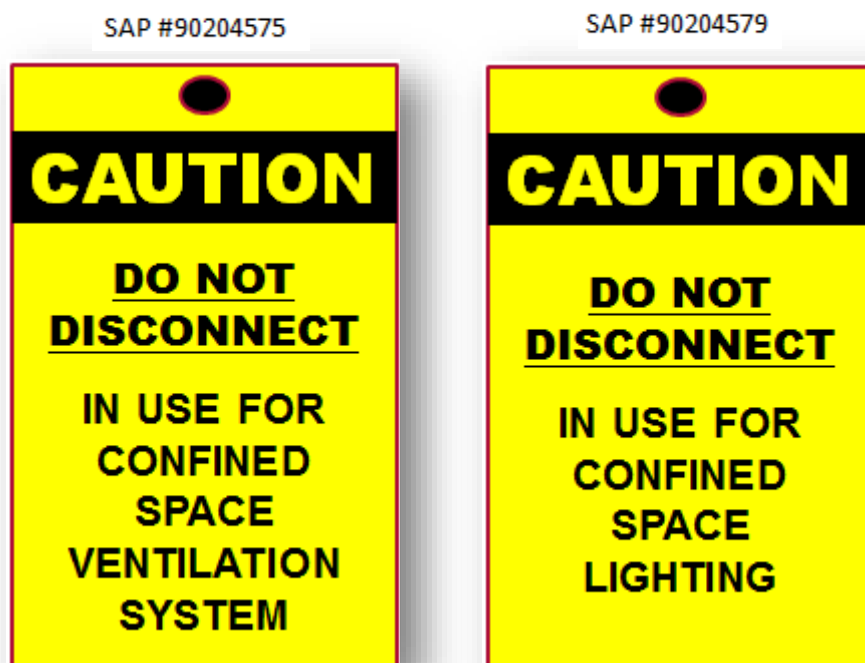 SAP #90204575
CAUTION
DO NOT
DISCONNECT
IN USE FOR
CONFINED
SPACE
VENTILATION
SYSTEM
SAP #90204579
CAUTION
DO NOT
DISCONNECT
IN USE FOR
CONFINED
SPACE
LIGHTING